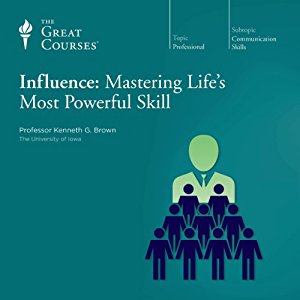 THE
GREAT
COURSES®
Topic
Professional
Subtopic
Communication
Skills
Influence: Mastering Life's
Most Powerful Skill
Professor Kenneth G. Brown
The University of Iowa